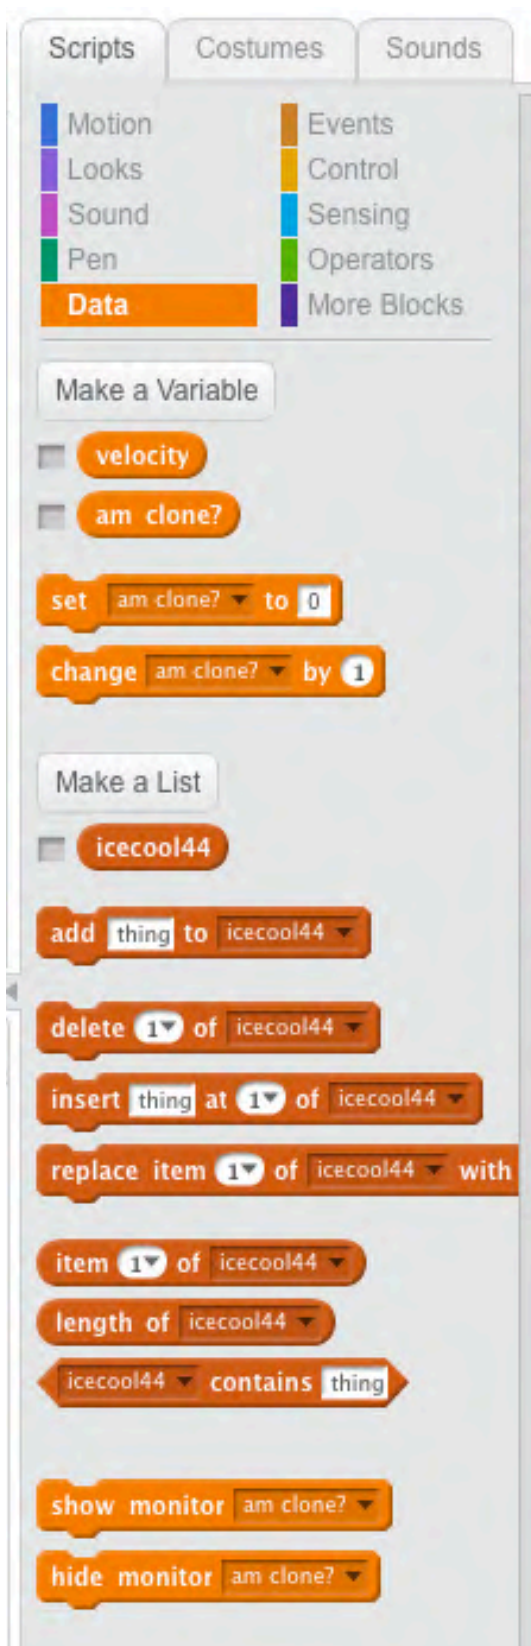 Scripts Costumes Sounds
Motion Events
Looks Control
Sound Sensing
Pen Operators
Data More Blocks
Make a Variable
velocity
am clone?
set am clone? to 0
change am clone? by 1
Make a List
icecool44
add thing to icecool44
delete 1 of icecool44
insert thing at 1 of icecool44
replace item 1 of icecool44 with
item 1 of icecool44
length of icecool44
icecool44 contains thing
show monitor am clone?
hide monitor am clone?